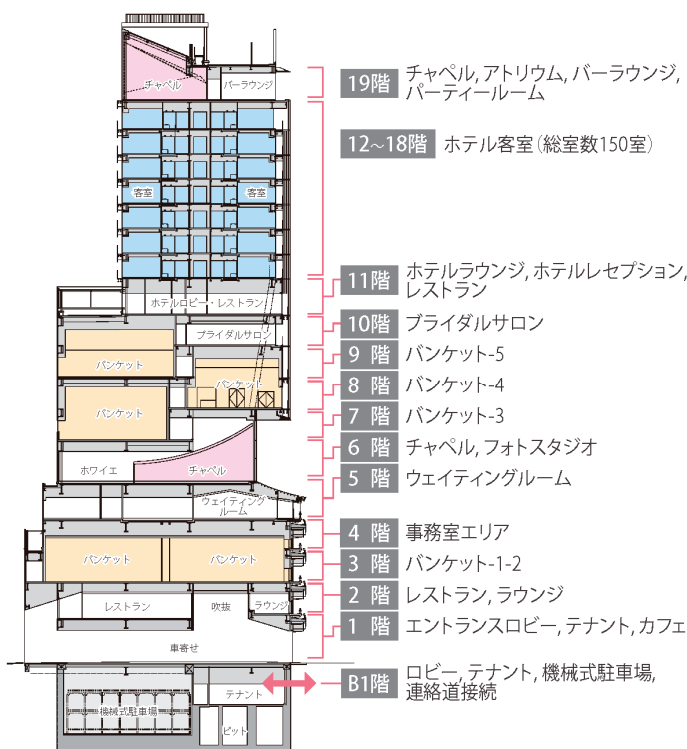 チャペル
バーラウンジ
19階 チャペル,アトリウム,バーラウンジ,
パーティールーム
12~18階 ホテル客室(総室数150室)
客室
客室
11階 ホテルラウンジ,ホテルレセプション,
レストラン
ホテルロビー・レストラン
10階 ブライダルサロン
ブライダルサロン
9階 バンケット-5
バンケット
8階 バンケット-4
バンケット
バンケット
7階 バンケット-3
6階 チャペル,フォトスタジオ
ホワイエ
チャペル
5階 ウェイティングルーム
ウェイティング
ルーム
4階 事務室エリア
3階 バンケット-1-2
バンケット
バンケット
2階 レストラン,ラウンジ
レストラン
吹抜
ラウンジ
1階 エントランスロビー,テナント,カフェ
車寄せ
B1階 ロビー,テナント,機械式駐車場,
連絡道接続
テナント
機械式駐車場
ピット